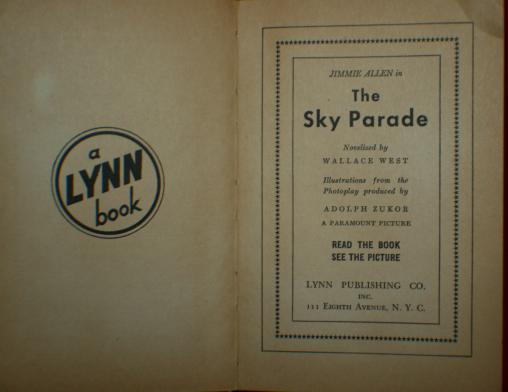 a
LYNN
book
JIMMIE ALLEN in
The
Sky Parade
Novelized by
WALLACE WEST
Illustrations from the
Photoplay produced by
ADOLPH ZUKOR
A PARAMOUNT PICTURE
READ THE BOOK
SEE THE PICTURE
LYNN PUBLISHING CO.
INC.
111 EIGHTH AVENUE, N. Y. C.